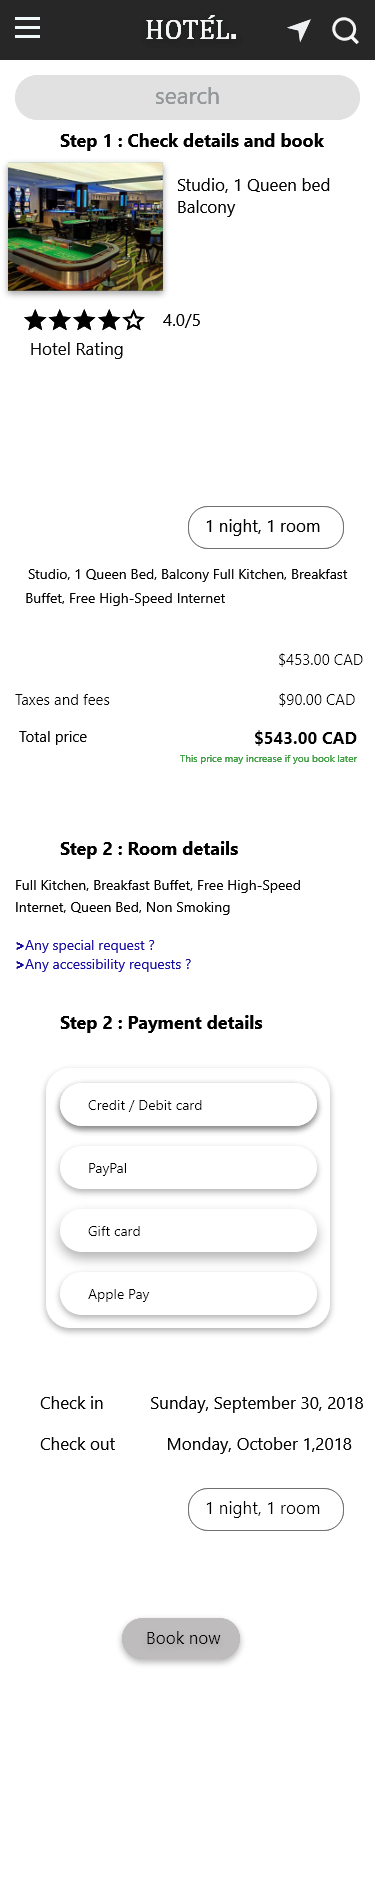 HOTÉL.
search
Step 1 : Check details and book
Studio, 1 Queen bed
Balcony
4.0/5
Hotel Rating
1 night, 1 room
Studio, 1 Queen Bed, Balcony Full Kitchen, Breakfast
Buffet, Free High-Speed Internet
$453.00 CAD
Taxes and fees $90.00 CAD
Total price $543.00 CAD
This price may increase if you book later
Step 2 : Room details
Full Kitchen, Breakfast Buffet, Free High-Speed
Internet, Queen Bed, Non Smoking
>Any special request ?
>Any accessibility requests ?
Step 2 : Payment details
Credit / Debit card
PayPal
Gift card
Apple Pay
Check in Sunday, September 30, 2018
Check out Monday, October 1,2018
1 night, 1 room
Book now